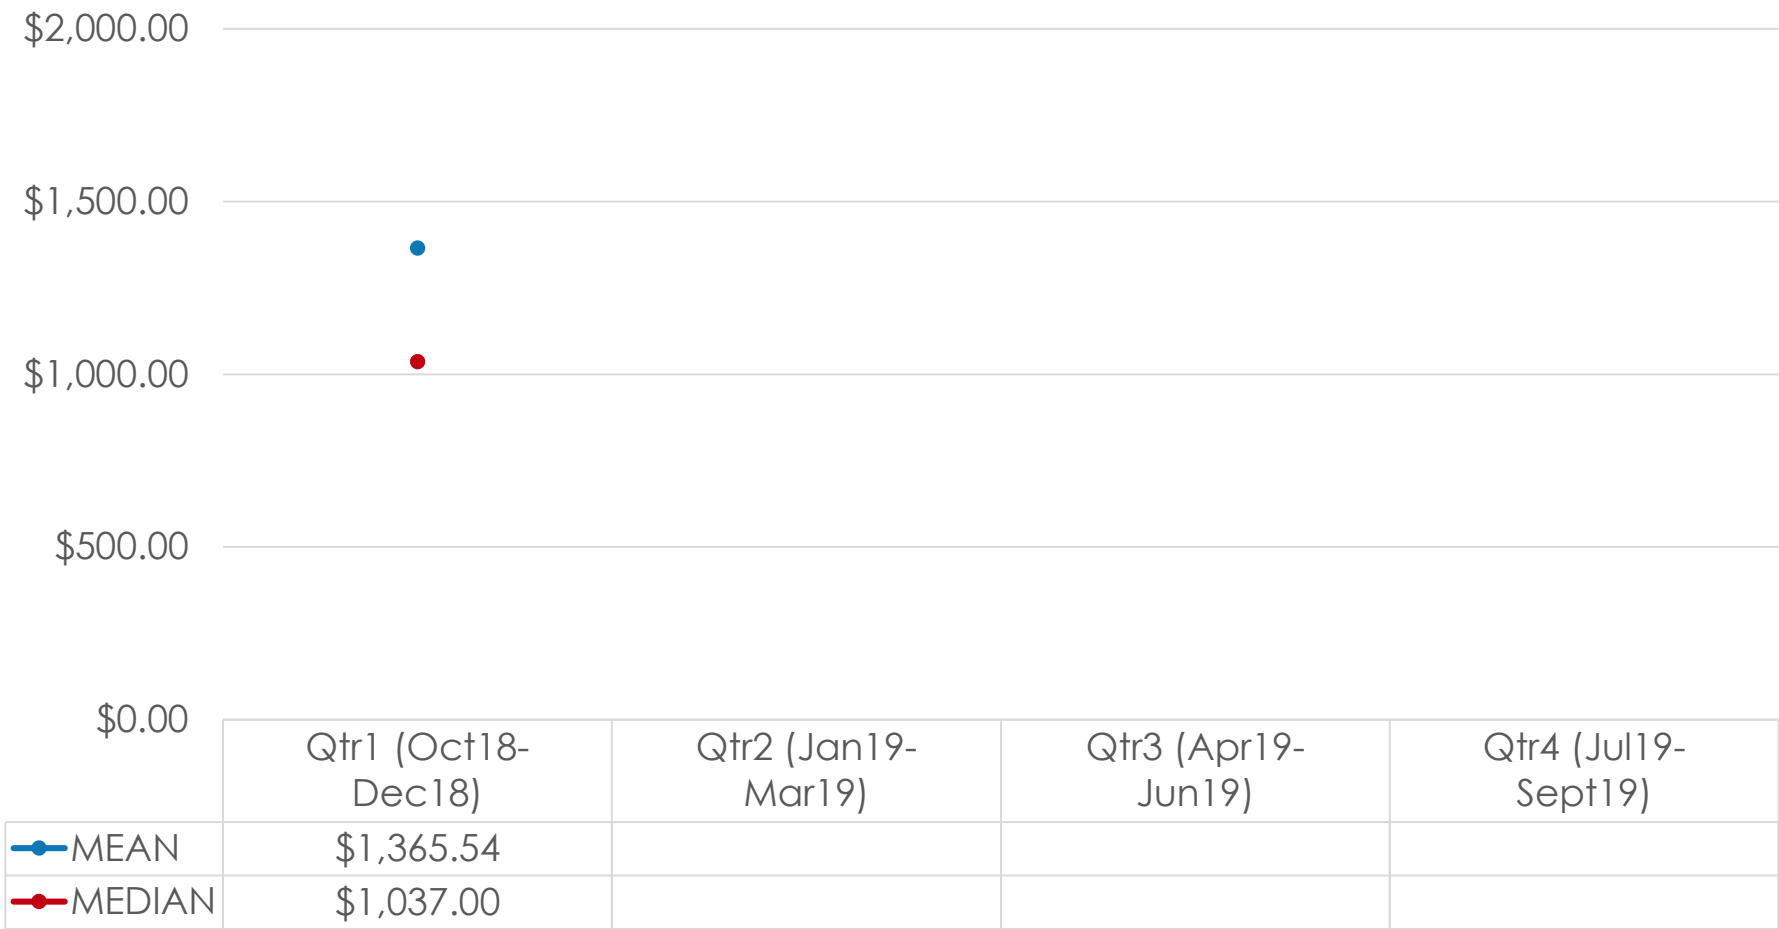 $2,000.00
$1,500.00
$1,000.00
$500.00
$0.00
Qtr1 (Oct18-
Dec18)
Qtr2 (Jan19-
Mar19)
Qtr3 (Apr19-
Jun19)
Qtr4 (Jul19-
Sept19)
MEAN $1,365.54
MEDIAN $1,037.00